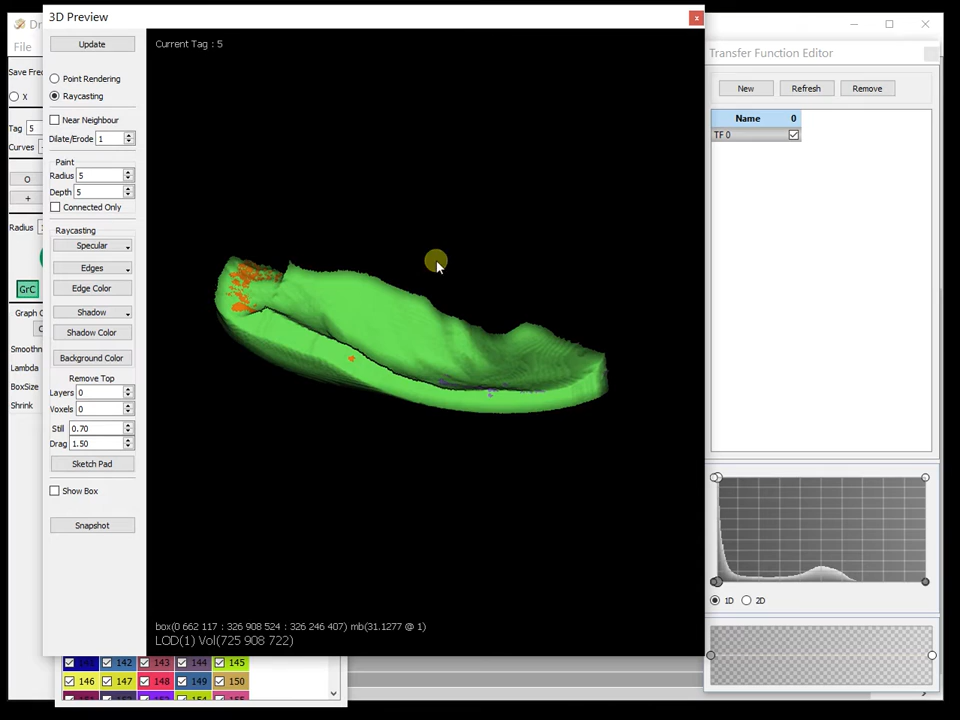 3D Preview
Dr
File
Update
Current Tag : 5
Transfer Function Editor
Save Fre
Point Rendering
Raycasting
X
New
Refresh
Remove
Near Neighbour
Name 0
TF 0
Tag 5
Dilate/Erode 1
Curves
Paint
Radius 5
O
Depth 5
+
Connected Only
Radius
Raycasting
Specular
Edges
GrC
Edge Color
Graph C
Shadow
Shadow Color
Smoothn
Background Color
Lambda
Remove Top
BoxSize
Layers 0
Shrink
Voxels 0
Still 0.70
Drag 1.50
Sketch Pad
Show Box
Snapshot
1D
2D
box(0 662 117 : 326 908 524 : 326 246 407) mb(31.1277 @ 1)
LOD(1) Vol(725 908 722)
141 142 143 144 145
146 147 148 149 150